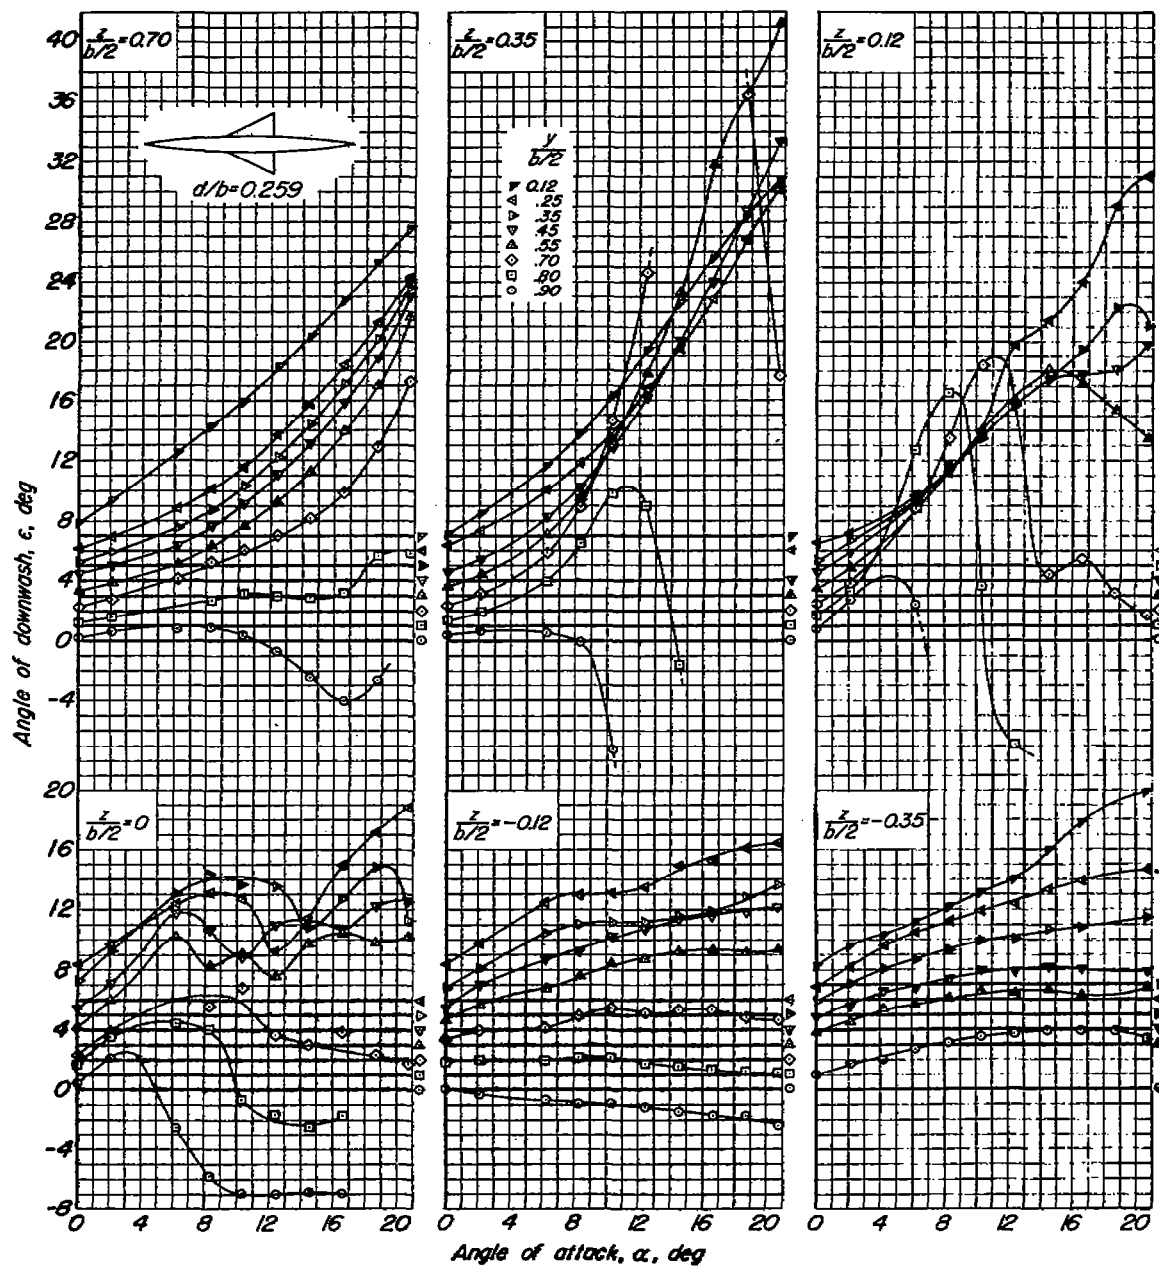 z/b/2=0.70
z/b/2=0.35
z/b/2=0.12
40
36
32
28
24
20
16
12
8
4
0
-4
d/b=0.259
y/b/2
0.12
.25
.35
.45
.55
.70
.80
.90
Angle of downwash, ϵ, deg
z/b/2=0
z/b/2=-0.12
z/b/2=-0.35
20
16
12
8
4
0
-4
-8
0 4 8 12 16 20
0 4 8 12 16 20
0 4 8 12 16 20
Angle of attack, α, deg